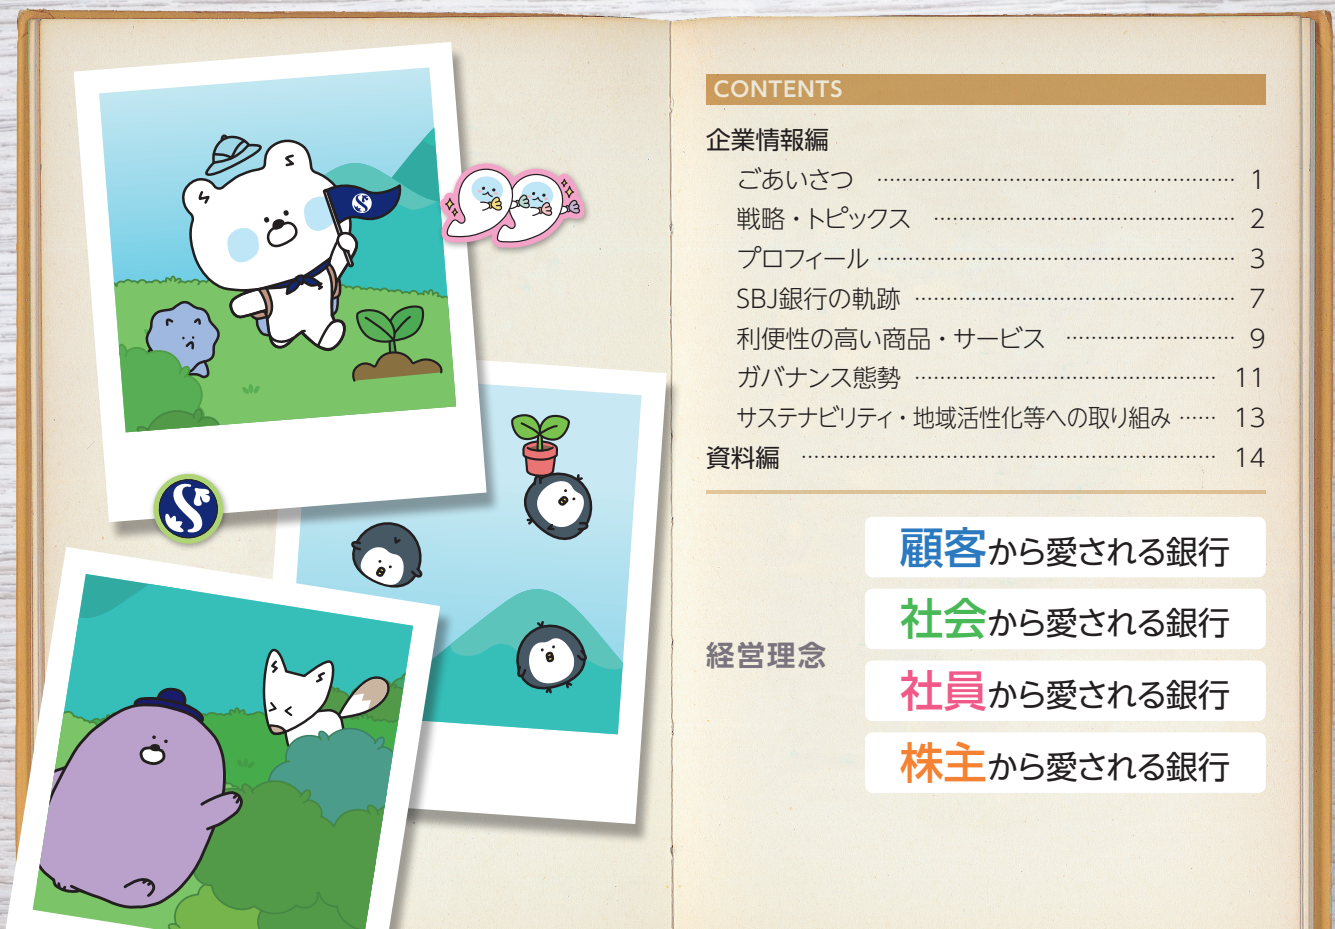 CONTENTS
企業情報編
ごあいさつ 1
戦略・トピックス 2
プロフィール 3
SBJ銀行の軌跡 7
利便性の高い商品・サービス 9
ガバナンス態勢 11
サステナビリティ・地域活性化等への取り組み 13
資料編 14
経営理念
顧客から愛される銀行
社会から愛される銀行
社員から愛される銀行
株主から愛される銀行